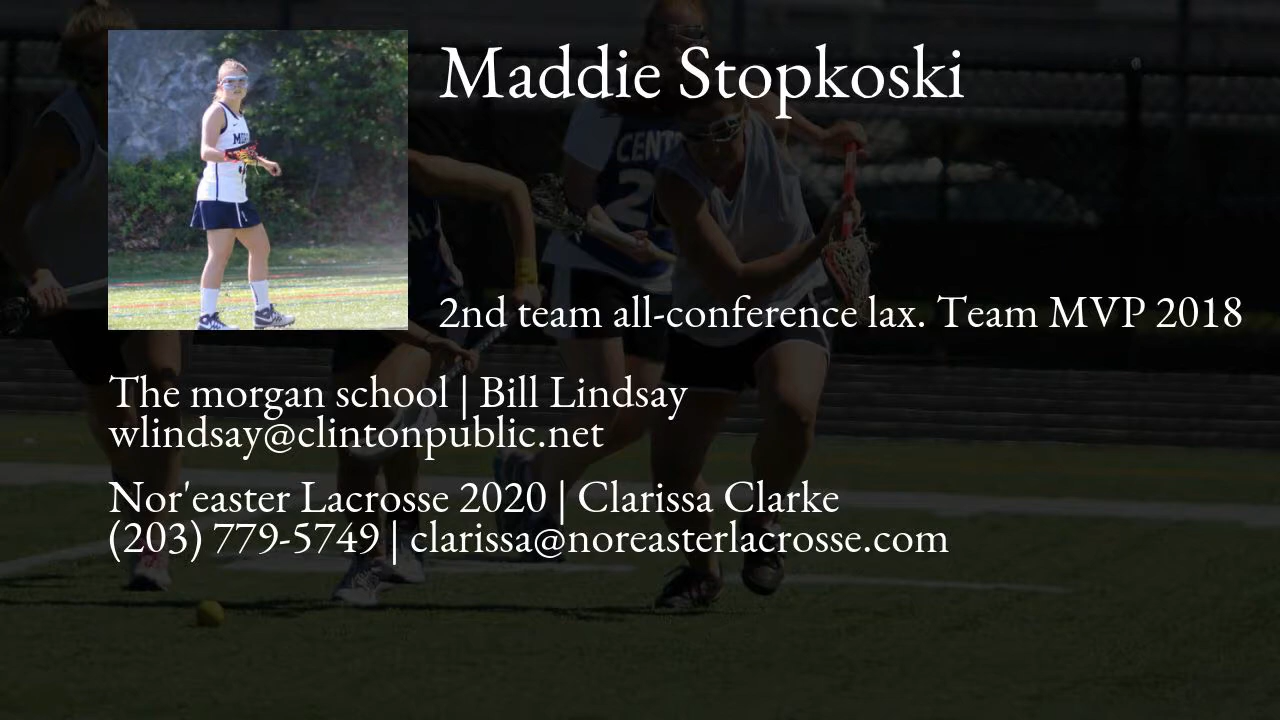 Maddie Stopkoski
2nd team all-conference lax. Team MVP 2018
The morgan school | Bill Lindsay
wlindsay@clintonpublic.net
Nor'easter Lacrosse 2020 | Clarissa Clarke
(203) 779-5749 | clarissa@noreasterlacrosse.com